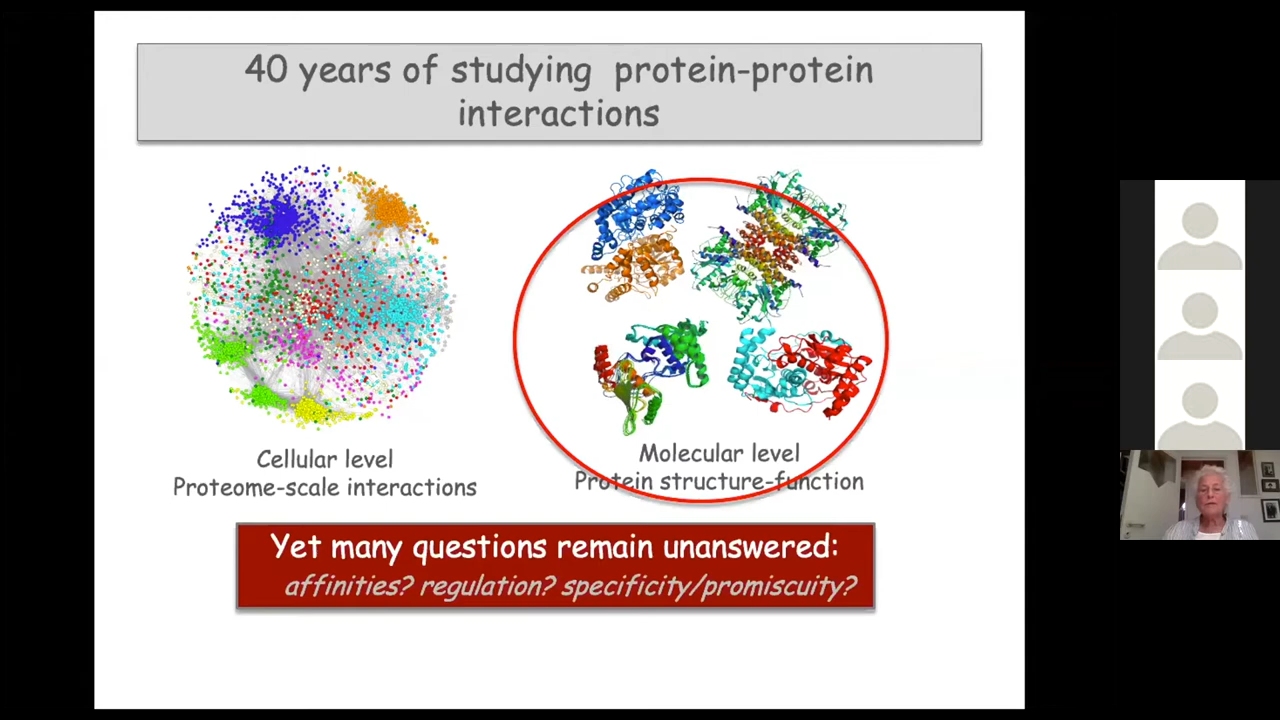 40 years of studying protein-protein
interactions
Cellular level
Proteome-scale interactions
Molecular level
Protein structure-function
Yet many questions remain unanswered:
affinities? regulation? specificity/promiscuity?